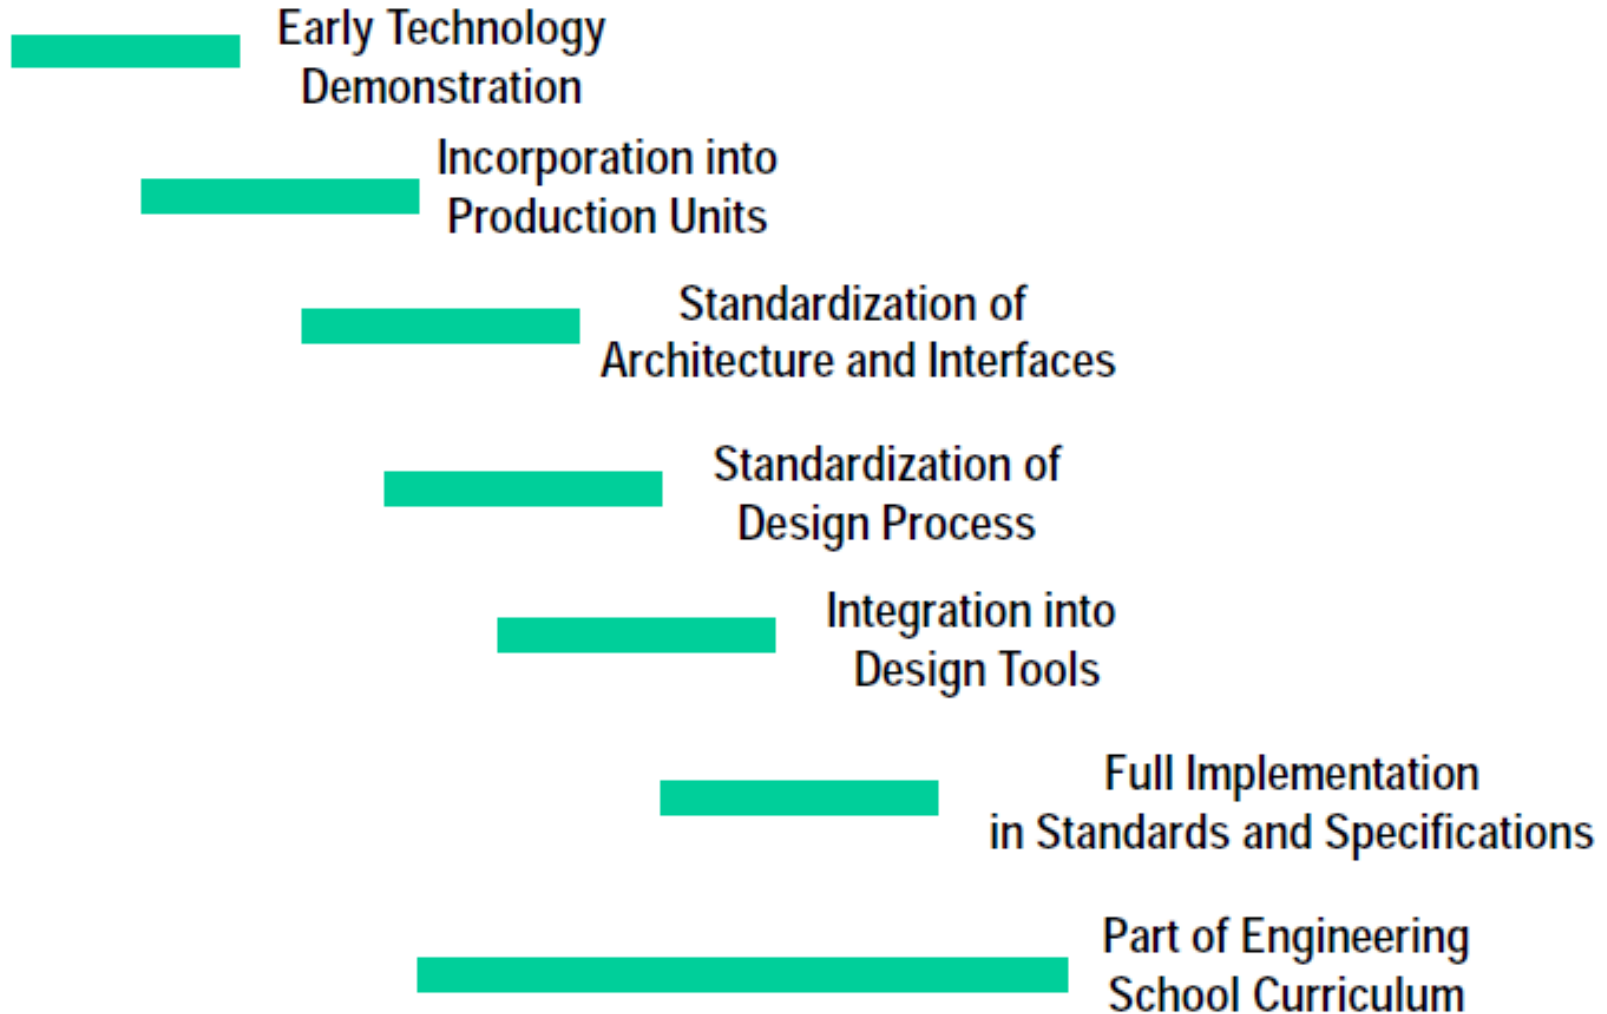 Early Technology
Demonstration
Incorporation into
Production Units
Standardization of
Architecture and Interfaces
Standardization of
Design Process
Integration into
Design Tools
Full Implementation
in Standards and Specifications
Part of Engineering
School Curriculum